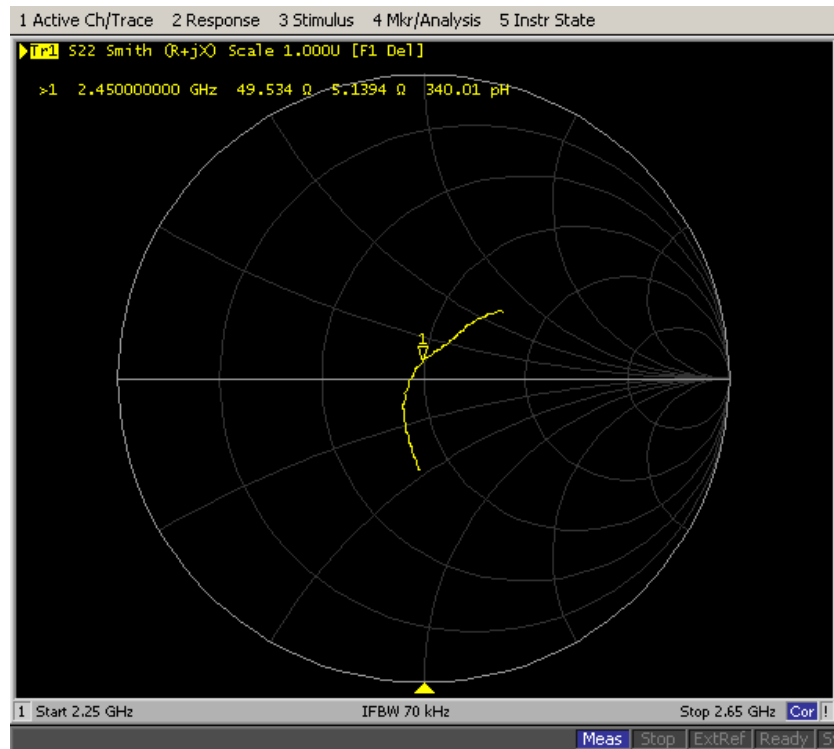 1 Active Ch/Trace 2 Response 3 Stimulus 4 Mkr/Analysis 5 Instr State
Tr1 S22 Smith (R+jX) Scale 1.000U [F1 Del]
>1 2.450000000 GHz 49.534 Ω 5.1394 Ω 340.01 pH
1
1 Start 2.25 GHz IFBW 70 kHz Stop 2.65 GHz Cor !
Meas Stop ExtRef Ready